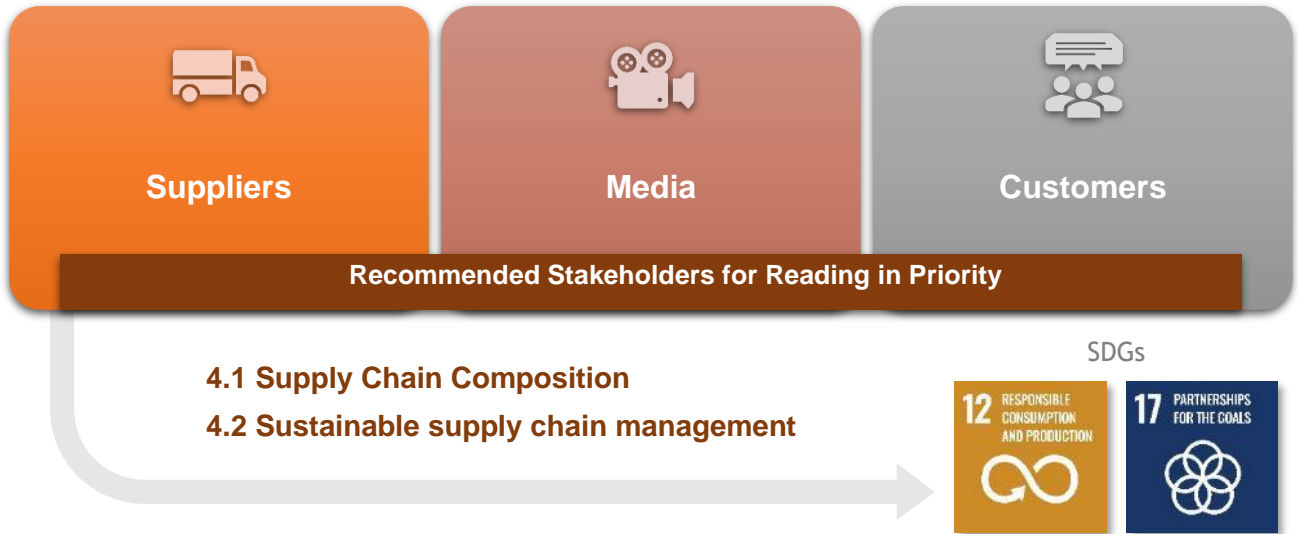 Suppliers
Media
Customers
Recommended Stakeholders for Reading in Priority
4.1 Supply Chain Composition
4.2 Sustainable supply chain management
SDGs
12 RESPONSIBLE
CONSUMPTION
AND PRODUCTION
17 PARTNERSHIPS
FOR THE GOALS